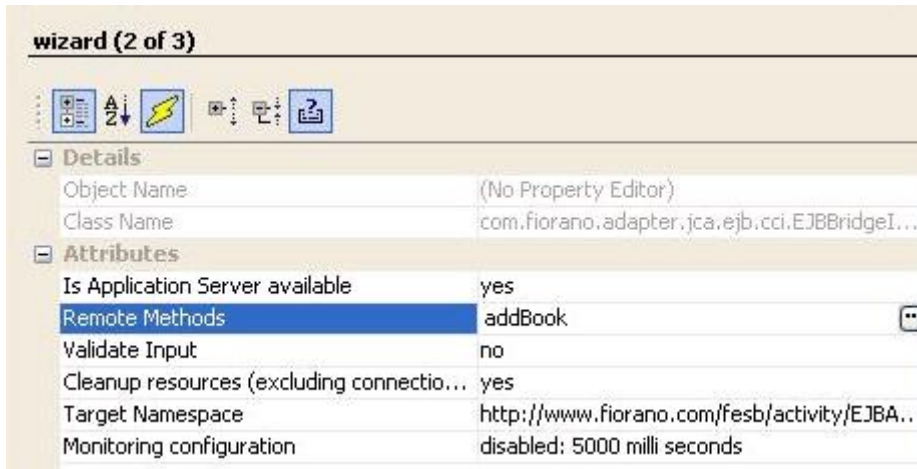 wizard (2 of 3)
A
Z
?
Details
Object Name (No Property Editor)
Class Name com.fiorano.adapter.jca.ejb.cci.EJBBridgeI...
Attributes
Is Application Server available yes
Remote Methods addBook
Validate Input no
Cleanup resources (excluding connectio... yes
Target Namespace http://www.fiorano.com/fesb/activity/EJBA..
Monitoring configuration disabled: 5000 milli seconds